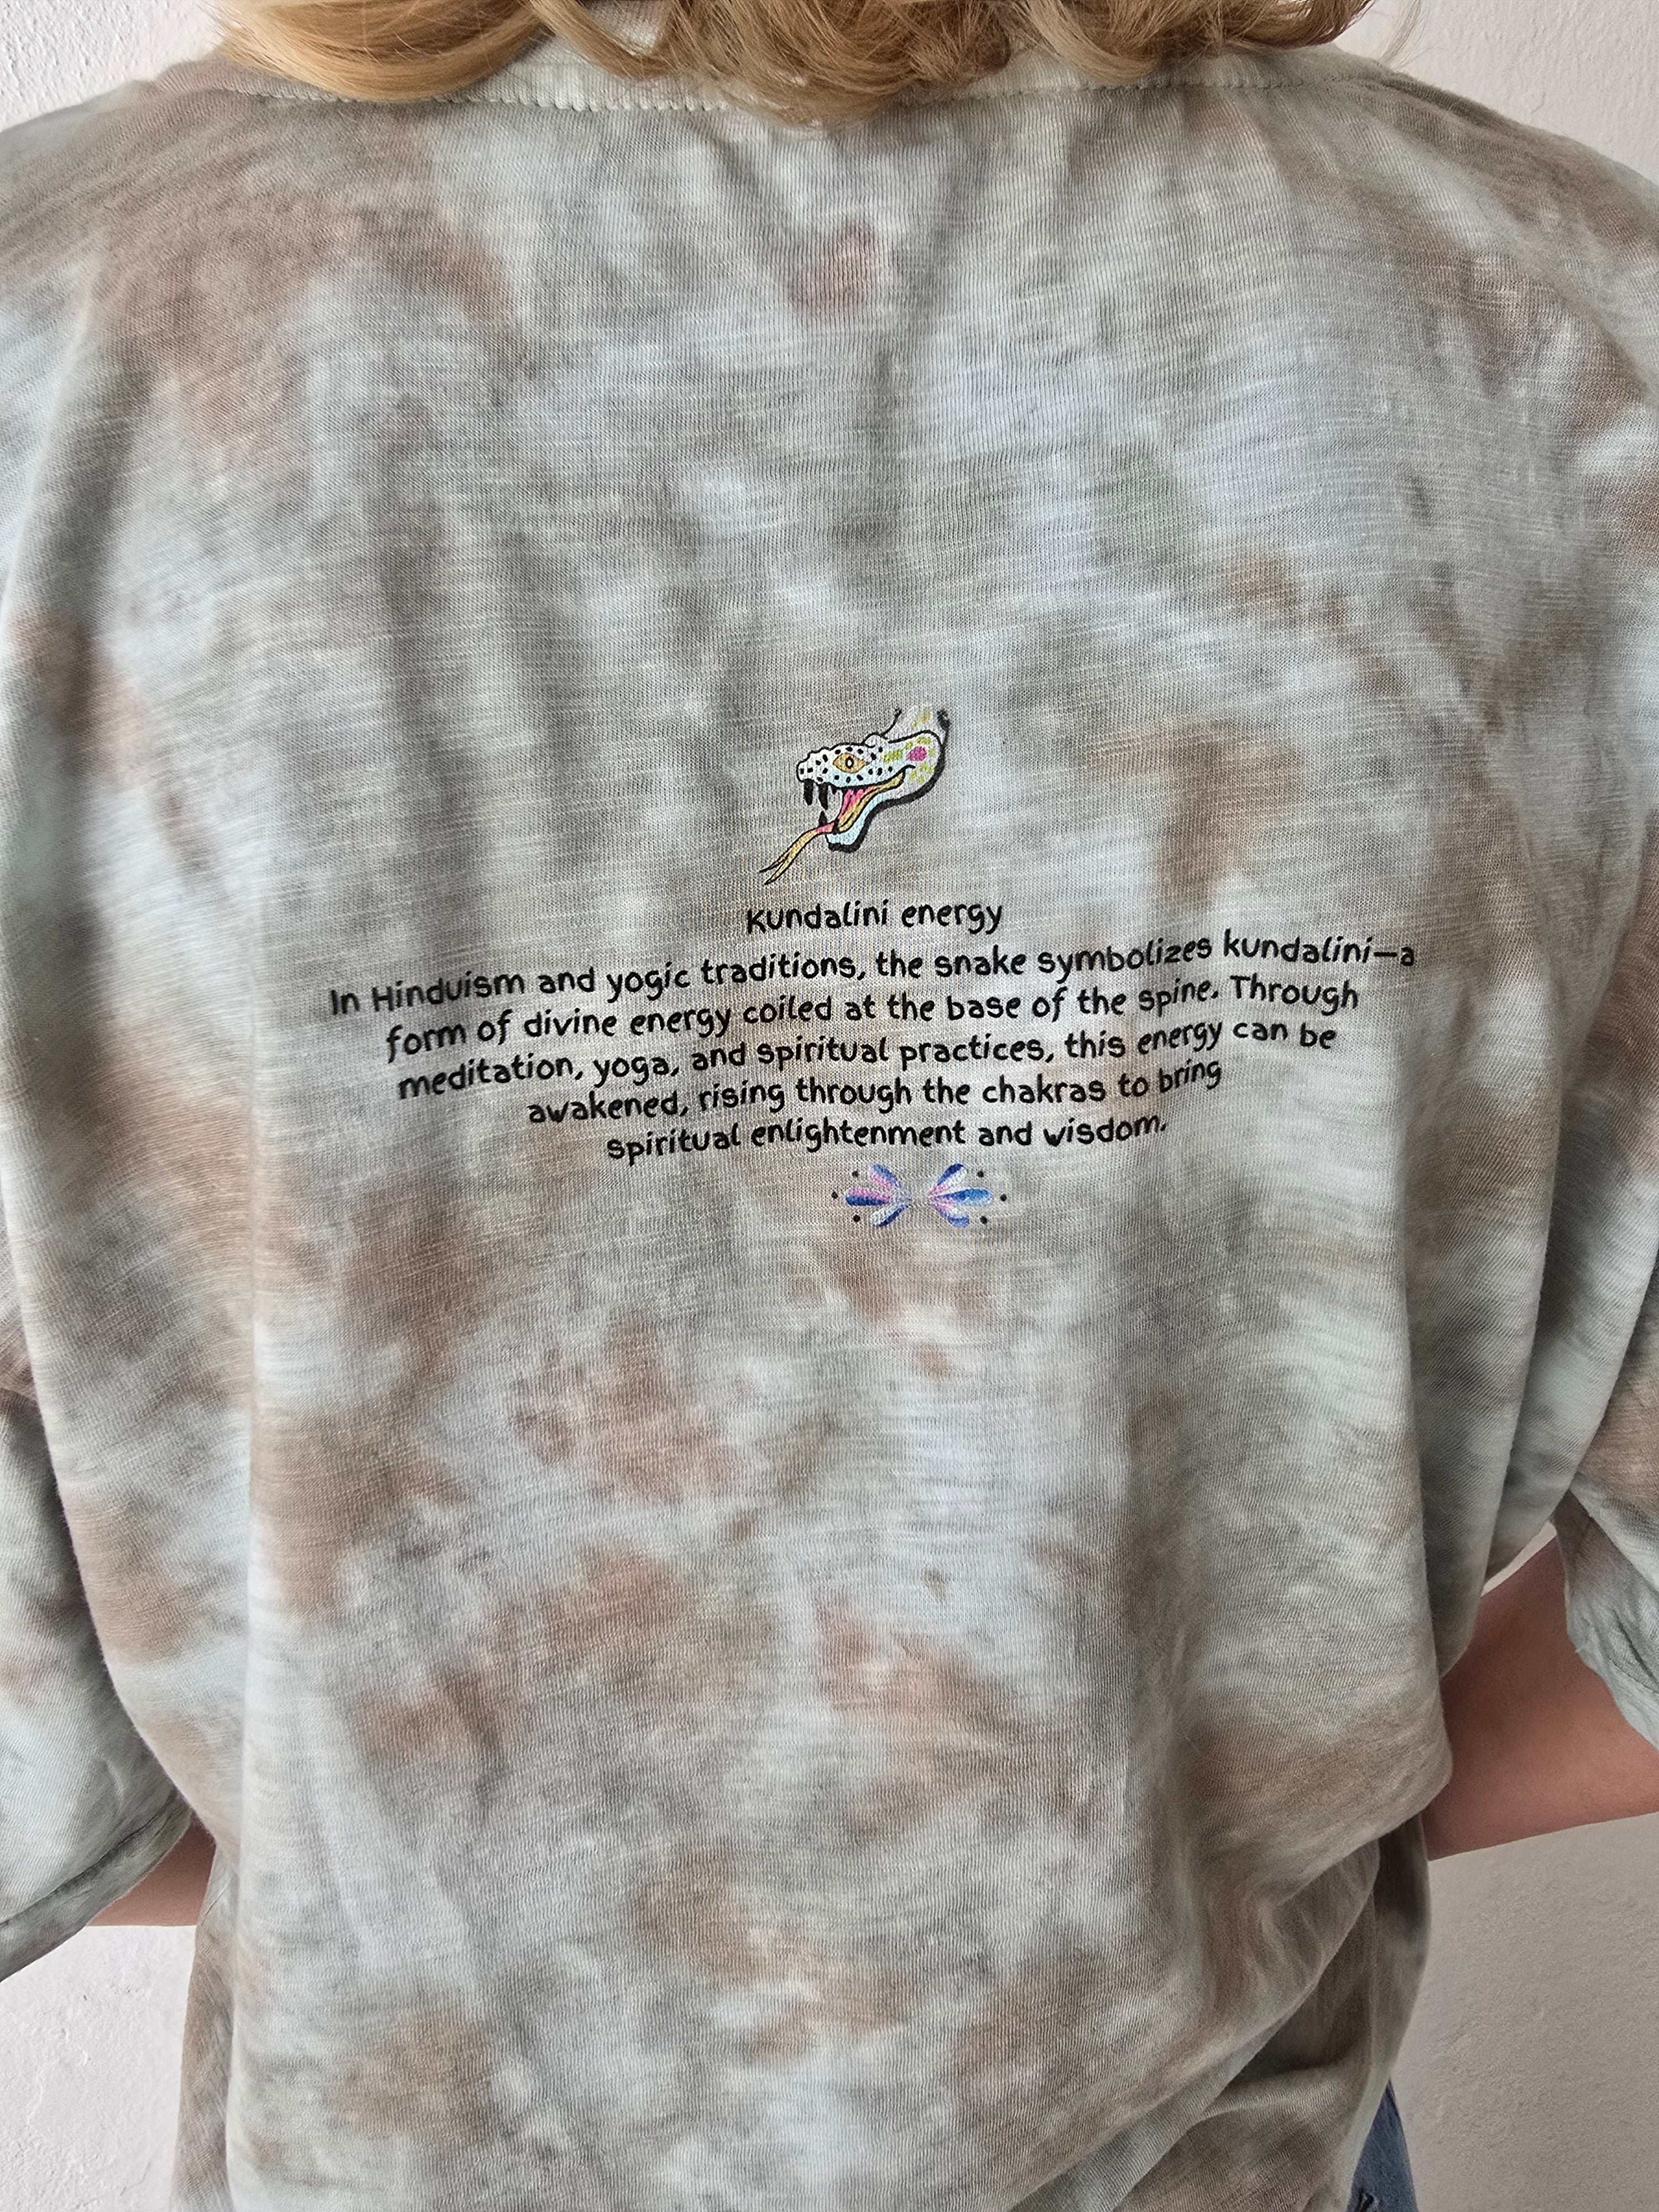 Kundalini energy
In Hinduism and yogic traditions, the snake symbolizes kundalini—a
form of divine energy coiled at the base of the spine. Through
meditation, yoga, and spiritual practices, this energy can be
awakened, rising through the chakras to bring
spiritual enlightenment and wisdom.